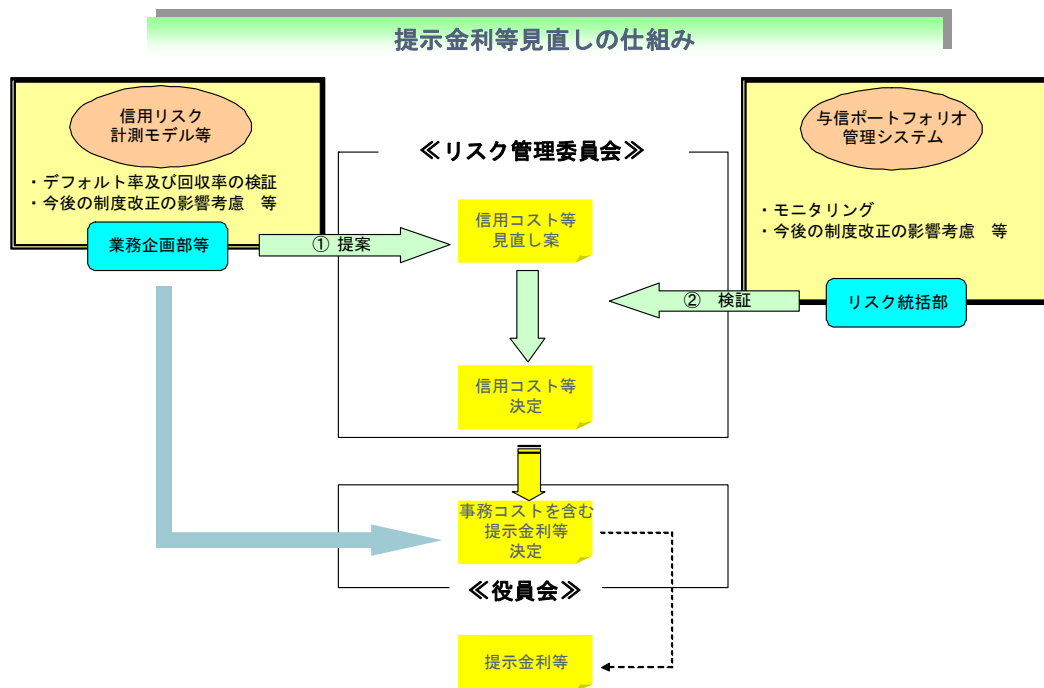 提示金利等見直しの仕組み
信用リスク
計測モデル等
・デフォルト率及び回収率の検証
・今後の制度改正の影響考慮　等
業務企画部等
① 提案
≪リスク管理委員会≫
信用コスト等
見直し案
信用コスト等
決定
与信ポートフォリオ
管理システム
・モニタリング
・今後の制度改正の影響考慮　等
リスク統括部
②　検証
事務コストを含む
提示金利等
決定
≪役員会≫
提示金利等